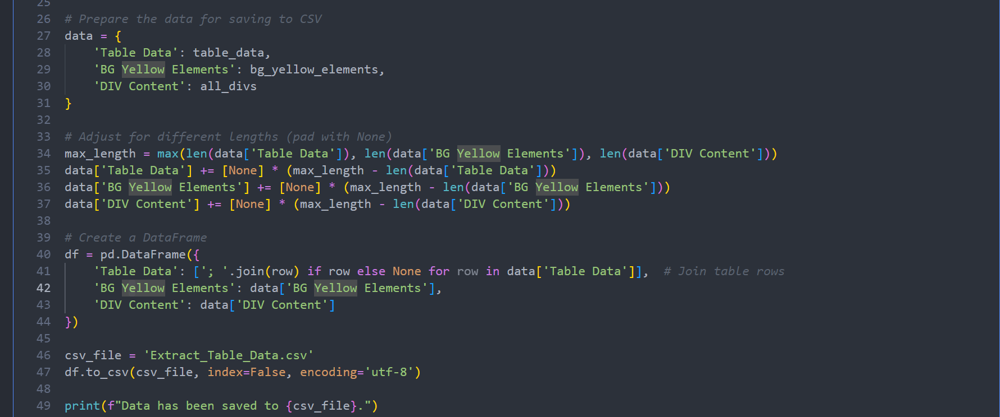 25
26 # Prepare the data for saving to CSV
27 data = {
28     'Table Data': table_data,
29     'BG Yellow Elements': bg_yellow_elements,
30     'DIV Content': all_divs
31 }
32
33 # Adjust for different lengths (pad with None)
34 max_length = max(len(data['Table Data']), len(data['BG Yellow Elements']), len(data['DIV Content']))
35 data['Table Data'] += [None] * (max_length - len(data['Table Data']))
36 data['BG Yellow Elements'] += [None] * (max_length - len(data['BG Yellow Elements']))
37 data['DIV Content'] += [None] * (max_length - len(data['DIV Content']))
38
39 # Create a DataFrame
40 df = pd.DataFrame({
41     'Table Data': ['; '.join(row) if row else None for row in data['Table Data']],  # Join table rows
42     'BG Yellow Elements': data['BG Yellow Elements'],
43     'DIV Content': data['DIV Content']
44 })
45
46 csv_file = 'Extract_Table_Data.csv'
47 df.to_csv(csv_file, index=False, encoding='utf-8')
48
49 print(f"Data has been saved to {csv_file}.")